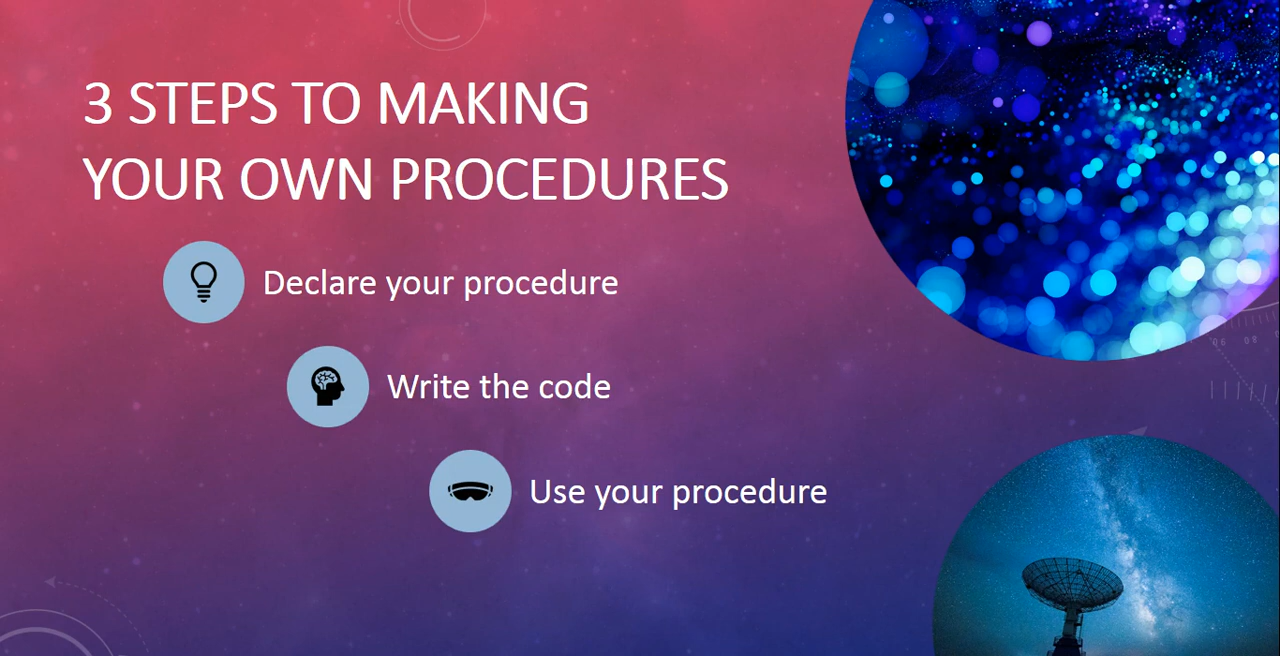 3 STEPS TO MAKING
YOUR OWN PROCEDURES
Declare your procedure
Write the code
Use your procedure